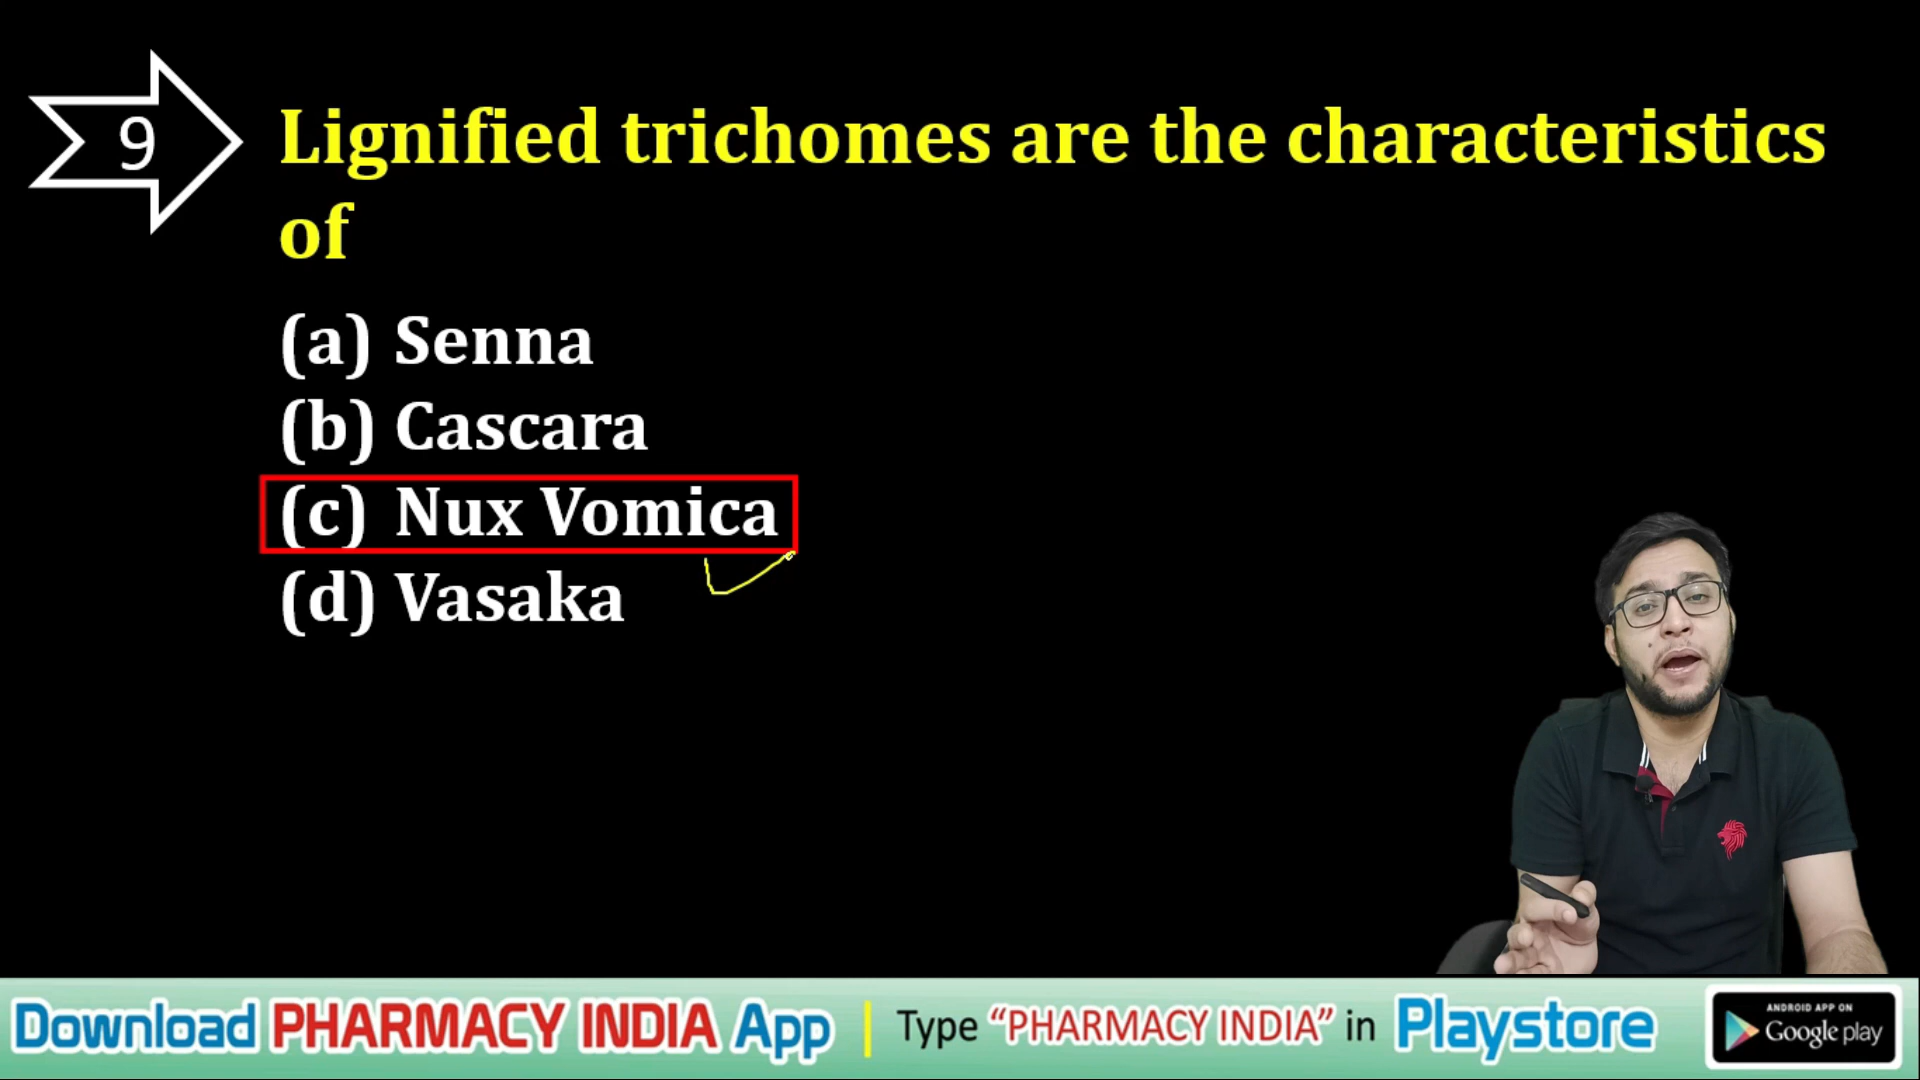 9
Lignified trichomes are the characteristics
of
(a) Senna
(b) Cascara
(c) Nux Vomica
(d) Vasaka
Download PHARMACY INDIA App | Type “PHARMACY INDIA” in Playstore
ANDROID APP ON
Google play